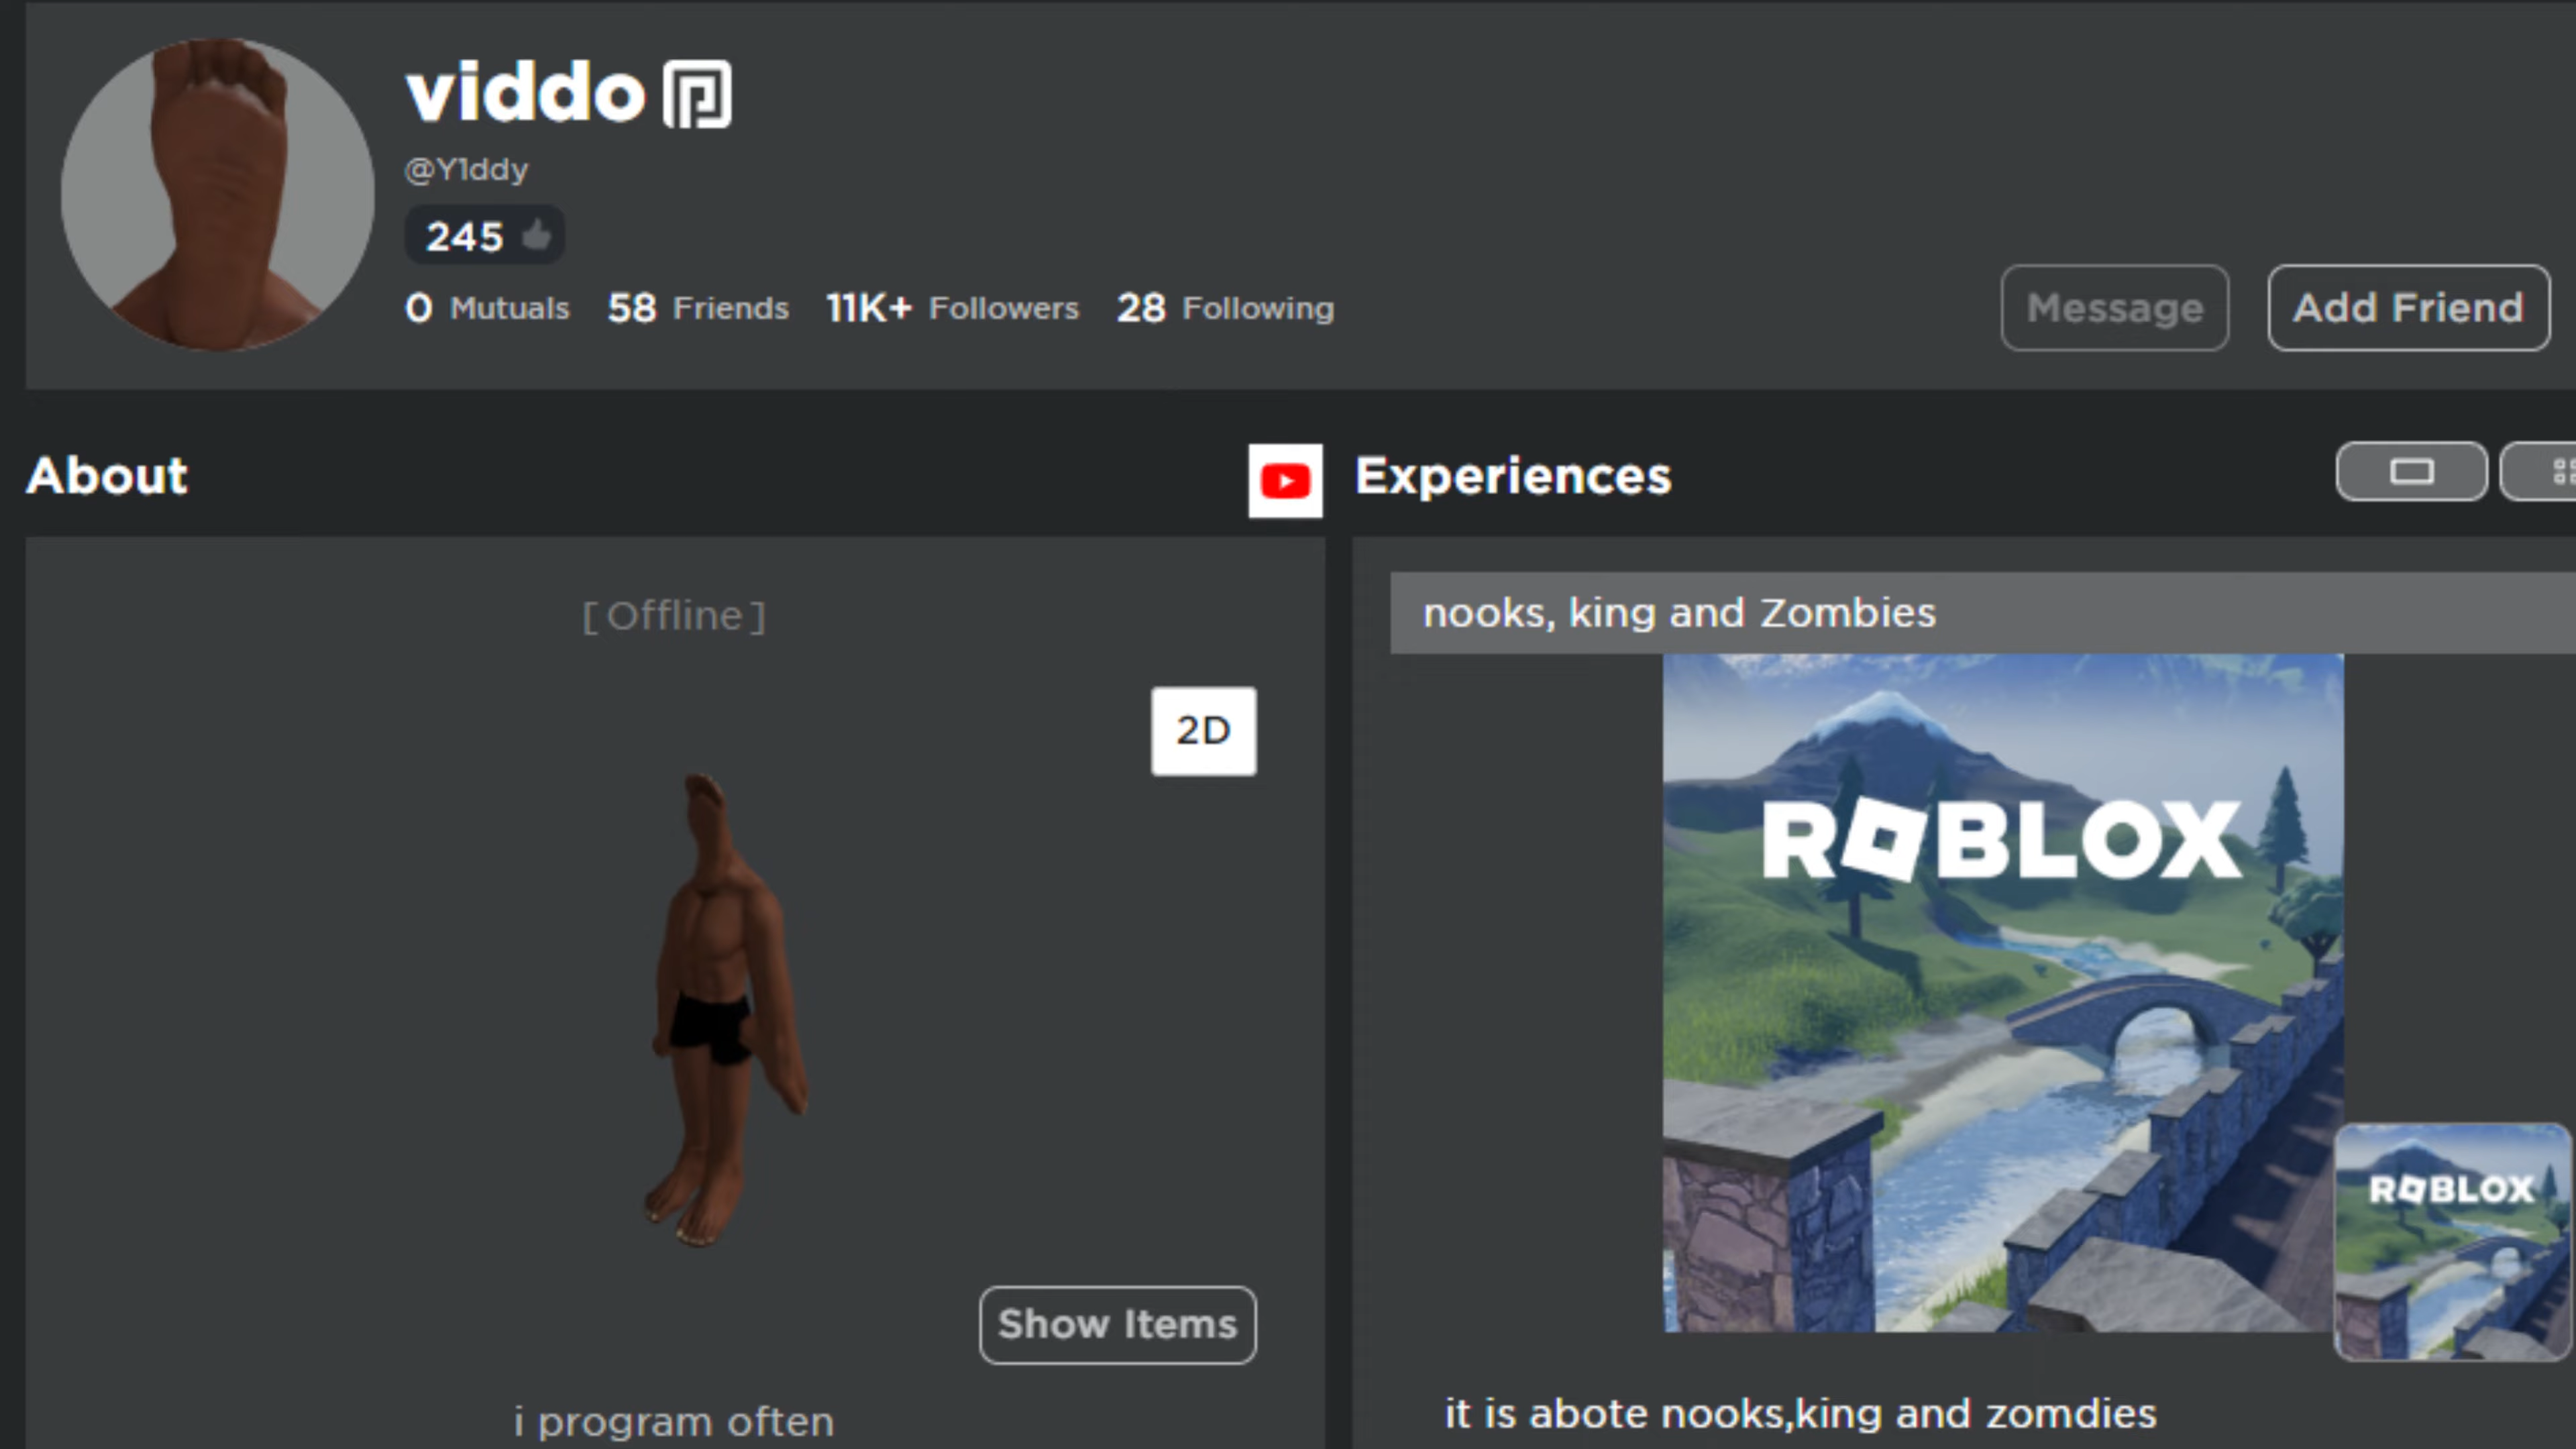 viddo
@Y1ddy
245
0 Mutuals 58 Friends 11K+ Followers 28 Following
Message Add Friend
About
Experiences
[ Offline ]
2D
Show Items
i program often
nooks, king and Zombies
ROBLOX
ROBLOX
it is abote nooks,king and zomdies